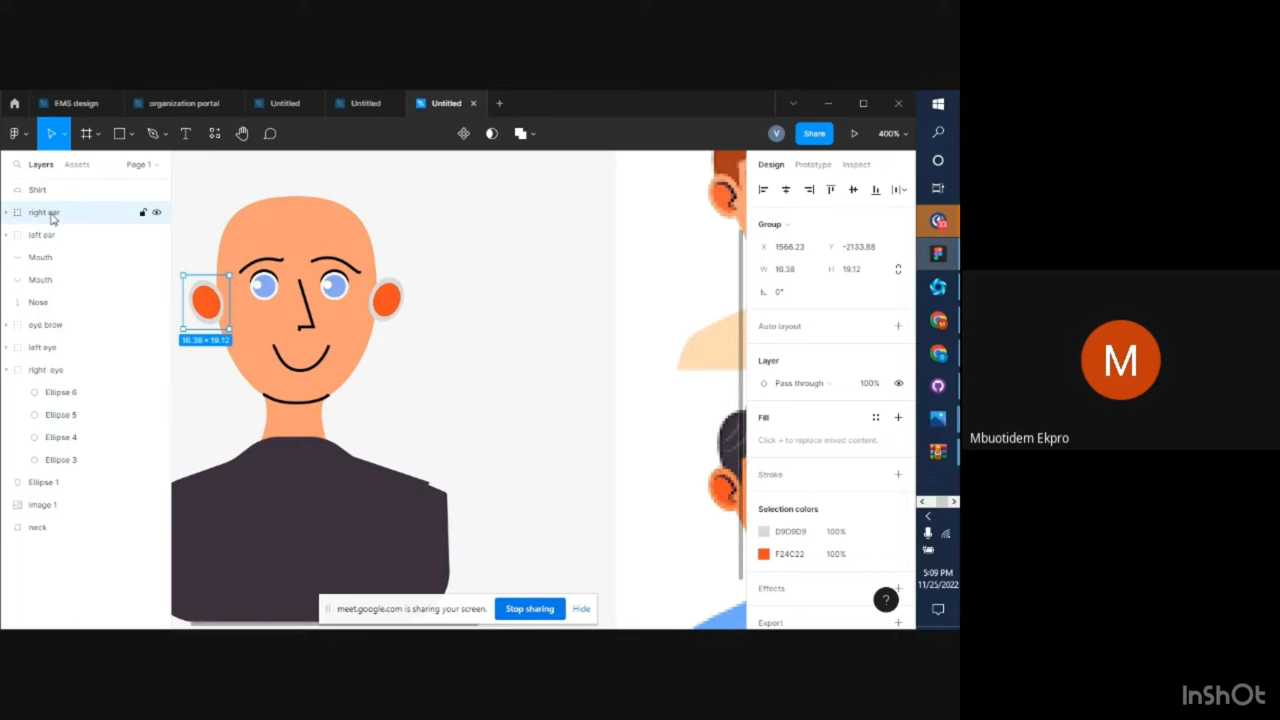 EMS design
organization portal
Untitled
Untitled
Untitled
Share
400%
Layers
Assets
Page 1
Shirt
right ear
left ear
Mouth
Mouth
Nose
eye brow
left eye
right eye
Ellipse 6
Ellipse 5
Ellipse 4
Ellipse 3
Ellipse 1
image 1
neck
16.38 × 19.12
meet.google.com is sharing your screen.
Stop sharing
Hide
Design
Prototype
Inspect
Group
X 1566.23
Y -2133.88
W 16.38
H 19.12
0°
Auto layout
Layer
Pass through
100%
Fill
Click + to replace mixed content.
Stroke
Selection colors
D9D9D9 100%
F24C22 100%
Effects
?
Export
V
5:09 PM
11/25/2022
M
Mbuotidem Ekpro
InShOt